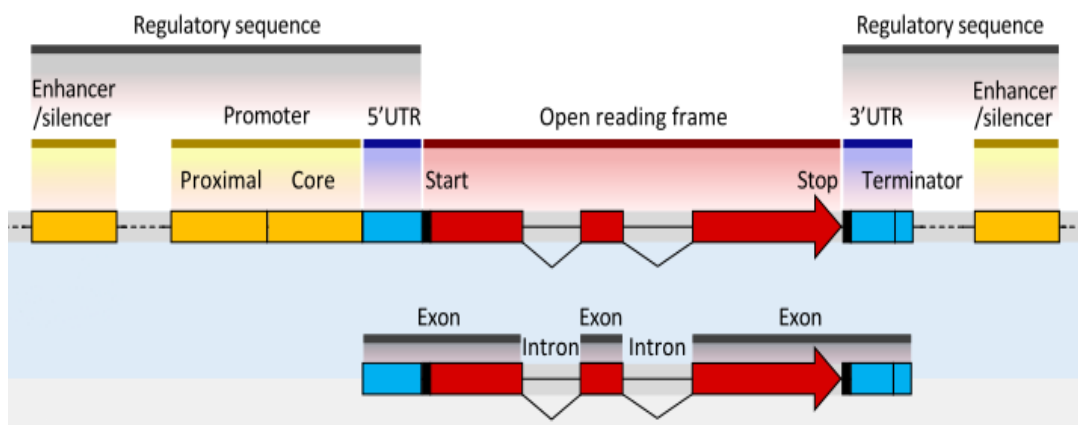 Regulatory sequence
Regulatory sequence
Enhancer
/silencer
Promoter
5'UTR
Open reading frame
3'UTR
Enhancer
/silencer
Proximal
Core
Start
Stop
Terminator
Exon
Exon
Exon
Intron
Intron